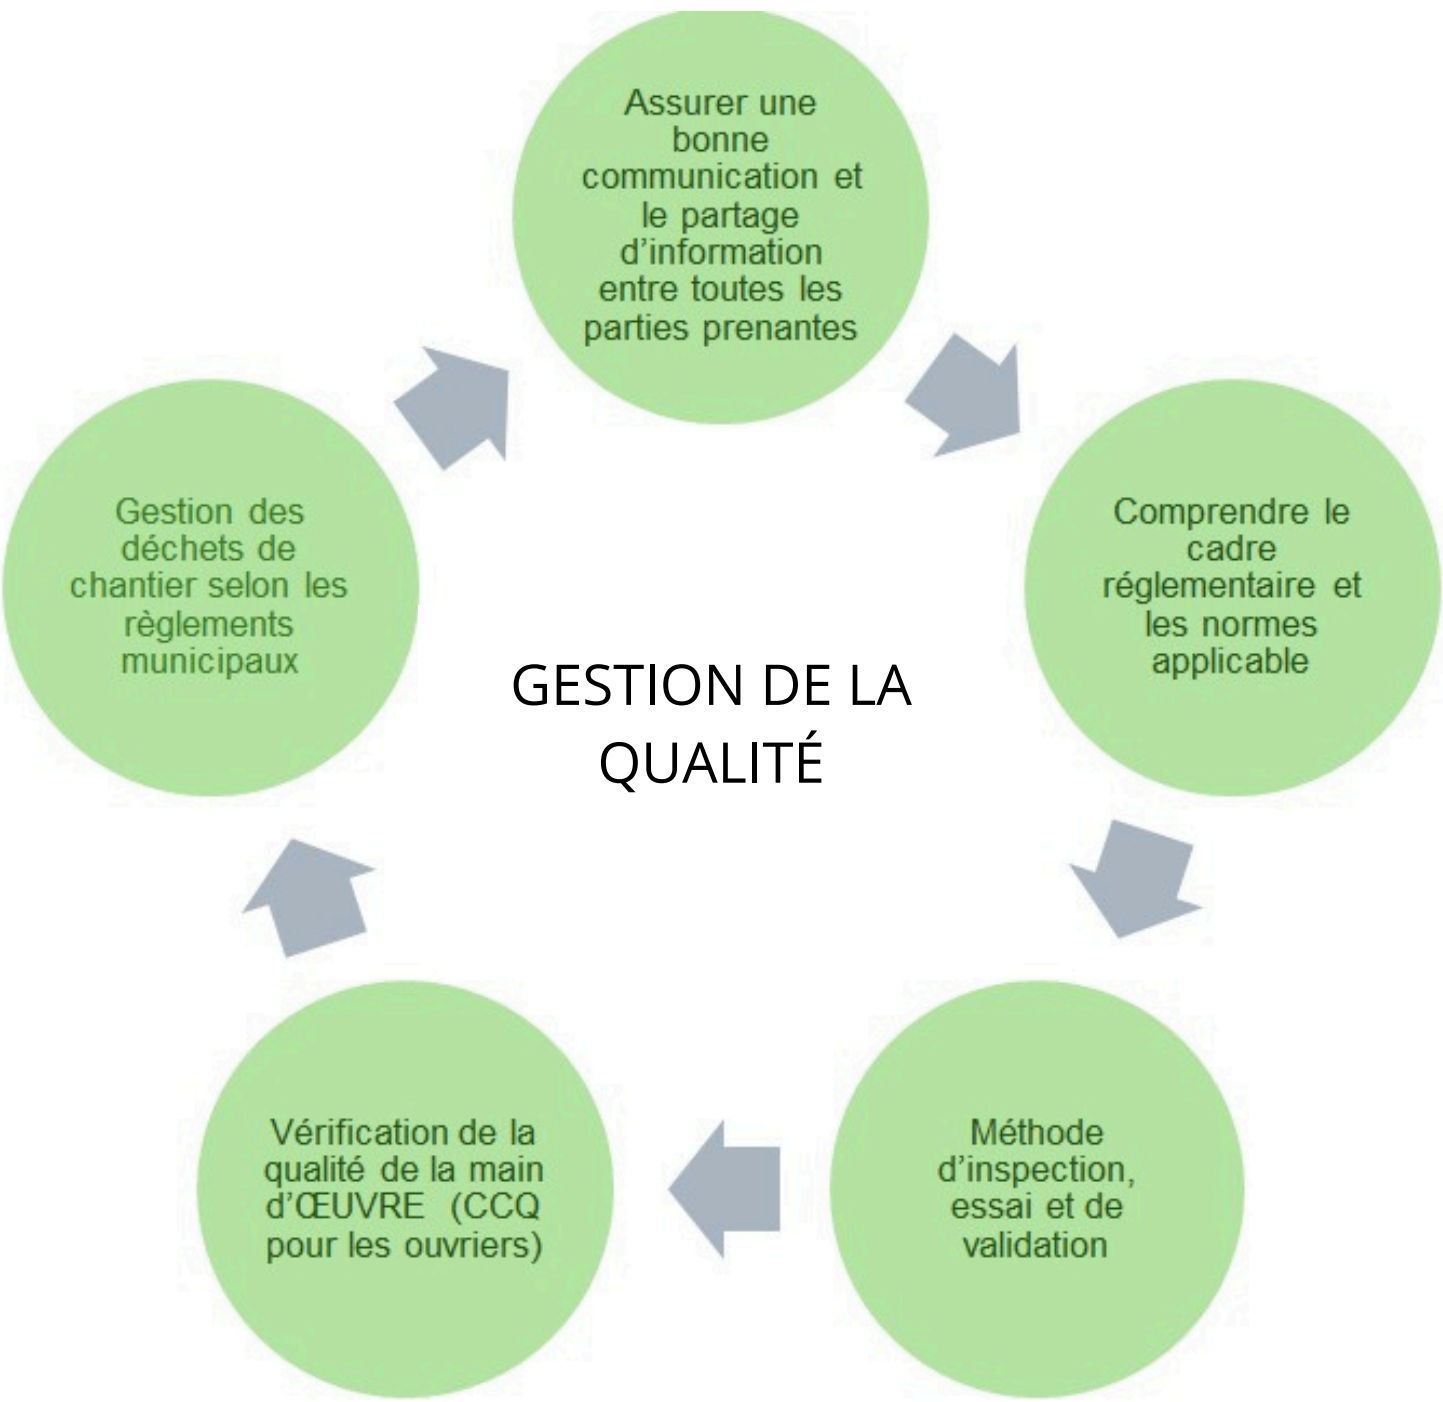 Assurer une
bonne
communication et
le partage
d’information
entre toutes les
parties prenantes
Comprendre le
cadre
réglementaire et
les normes
applicable
Méthode
d’inspection,
essai et de
validation
Vérification de la
qualité de la main
d’ŒUVRE (CCQ
pour les ouvriers)
Gestion des
déchets de
chantier selon les
règlements
municipaux
GESTION DE LA
QUALITÉ